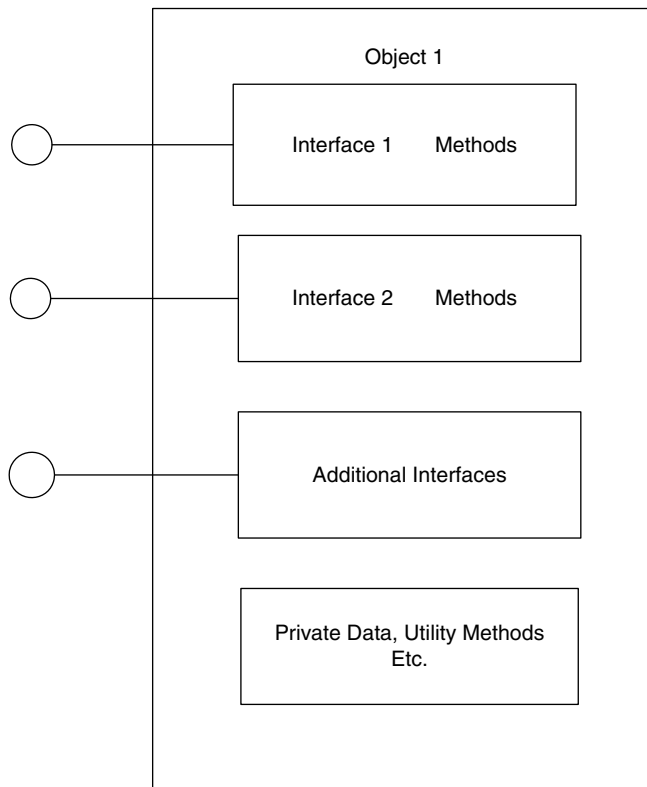 Object 1
Interface 1 Methods
Interface 2 Methods
Additional Interfaces
Private Data, Utility Methods
Etc.